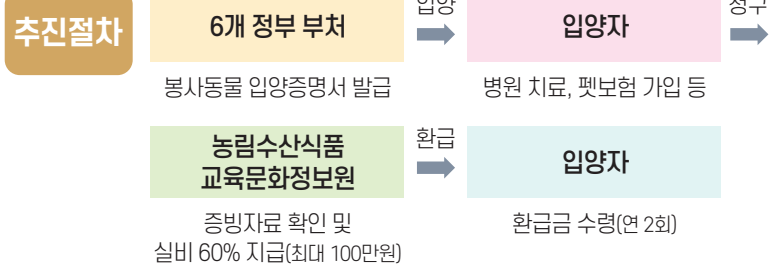 추진절차
6개 정부 부처
입양
입양자
청구
봉사동물 입양증명서 발급
병원 치료, 펫보험 가입 등
농림수산식품
교육문화정보원
환급
입양자
증빙자료 확인 및
실비 60% 지급(최대 100만원)
환급금 수령(연 2회)